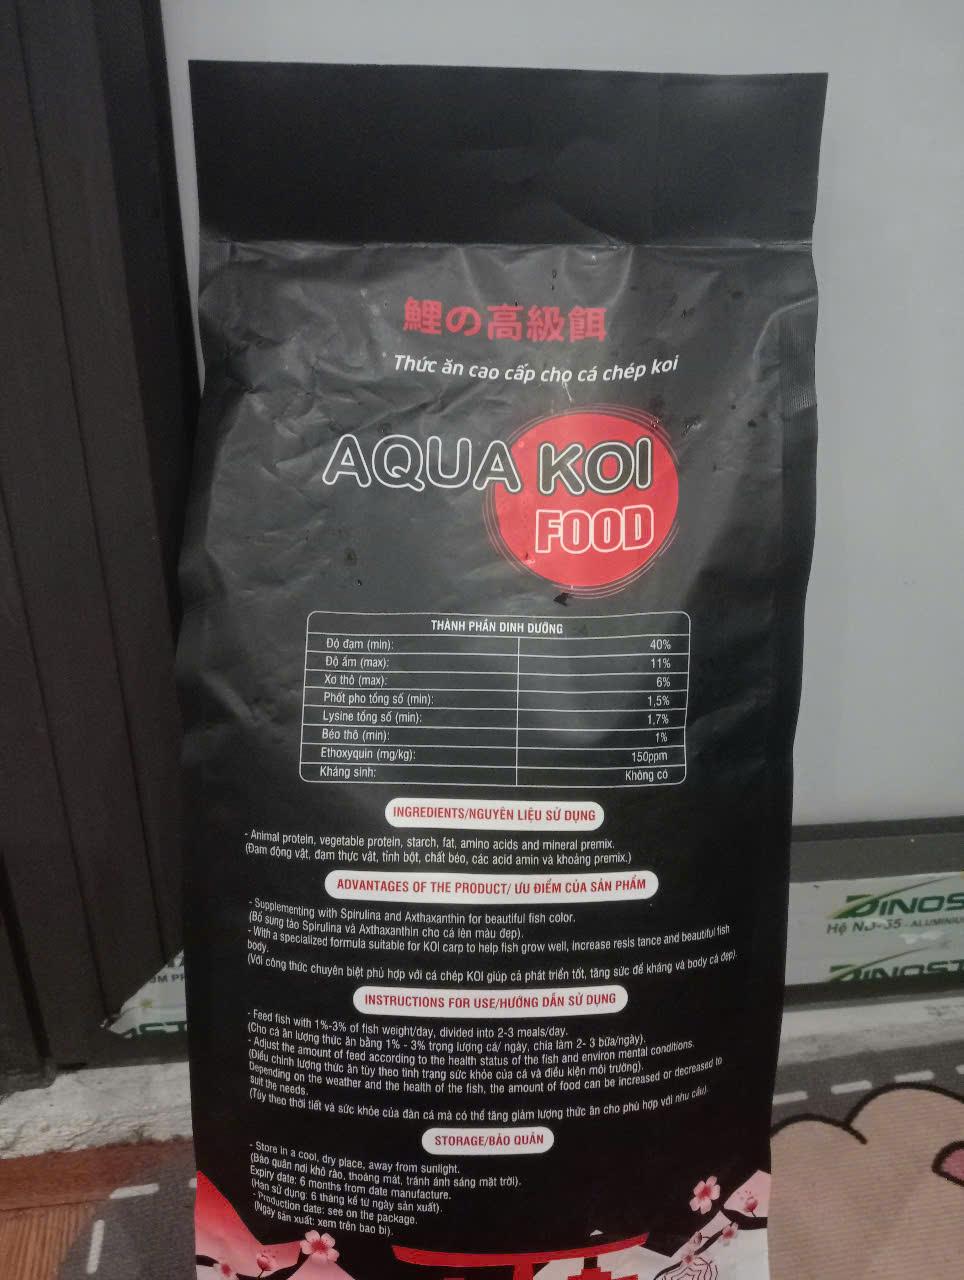 鯉の高級餌
Thức ăn cao cấp cho cá chép koi
AQUA KOI
FOOD
THÀNH PHẦN DINH DƯỠNG
Độ đạm (min): 40%
Độ ẩm (max): 11%
Xơ thô (max): 6%
Phốt pho tổng số (min): 1,5%
Lysine tổng số (min): 1,7%
Béo thô (min): 1%
Ethoxyquin (mg/kg): 150ppm
Kháng sinh: Không có
INGREDIENTS/NGUYÊN LIỆU SỬ DỤNG
- Animal protein, vegetable protein, starch, fat, amino acids and mineral premix.
(Đạm động vật, đạm thực vật, tinh bột, chất béo, các acid amin và khoáng premix.)
ADVANTAGES OF THE PRODUCT/ ƯU ĐIỂM CỦA SẢN PHẨM
- Supplementing with Spirulina and Axthaxanthin for beautiful fish color.
(Bổ sung tảo Spirulina và Axthaxanthin cho cá lên màu đẹp).
- With a specialized formula suitable for KOI carp to help fish grow well, increase resis tance and beautiful fish
body.
(Với công thức chuyên biệt phù hợp với cá chép KOI giúp cá phát triển tốt, tăng sức đề kháng và body cá đẹp).
INSTRUCTIONS FOR USE/HƯỚNG DẪN SỬ DỤNG
- Feed fish with 1%-3% of fish weight/day, divided into 2-3 meals/day.
(Cho cá ăn lượng thức ăn bằng 1% - 3% trọng lượng cá/ ngày, chia làm 2- 3 bữa/ngày).
- Adjust the amount of feed according to the health status of the fish and environ mental conditions.
(Điều chỉnh lượng thức ăn tùy theo tình trạng sức khỏe của cá và điều kiện môi trường).
Depending on the weather and the health of the fish, the amount of food can be increased or decreased to
suit the needs.
(Tùy theo thời tiết và sức khỏe của đàn cá mà có thể tăng giảm lượng thức ăn cho phù hợp với nhu cầu).
STORAGE/BẢO QUẢN
- Store in a cool, dry place, away from sunlight.
(Bảo quản nơi khô ráo, thoáng mát, tránh ánh sáng mặt trời).
Expiry date: 6 months from date manufacture.
(Hạn sử dụng: 6 tháng kể từ ngày sản xuất).
- Production date: see on the package.
(Ngày sản xuất: xem trên bao bì).
DINOS
ALUMINIU
DINOST